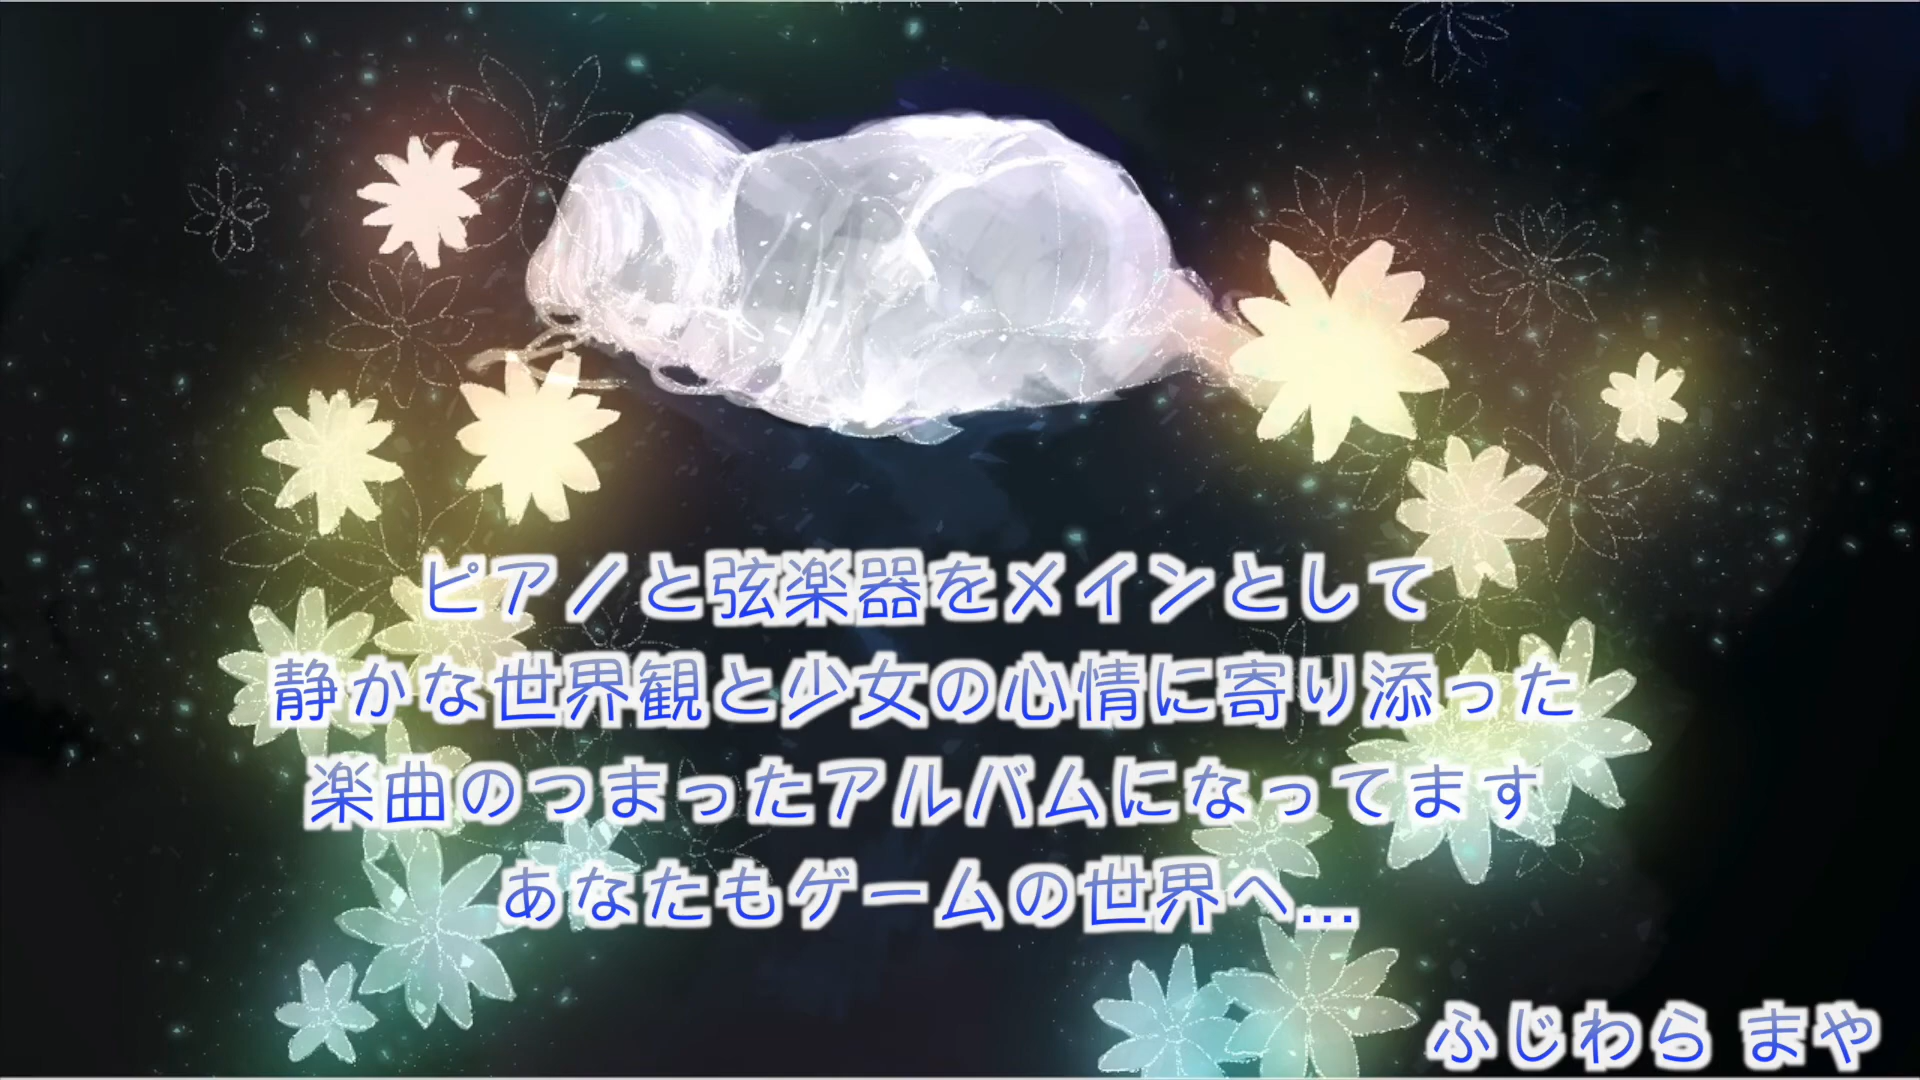 ピアノと弦楽器をメインとして
静かな世界観と少女の心情に寄り添った
楽曲のつまったアルバムになってます
あなたもゲームの世界へ...
ふじわら まや